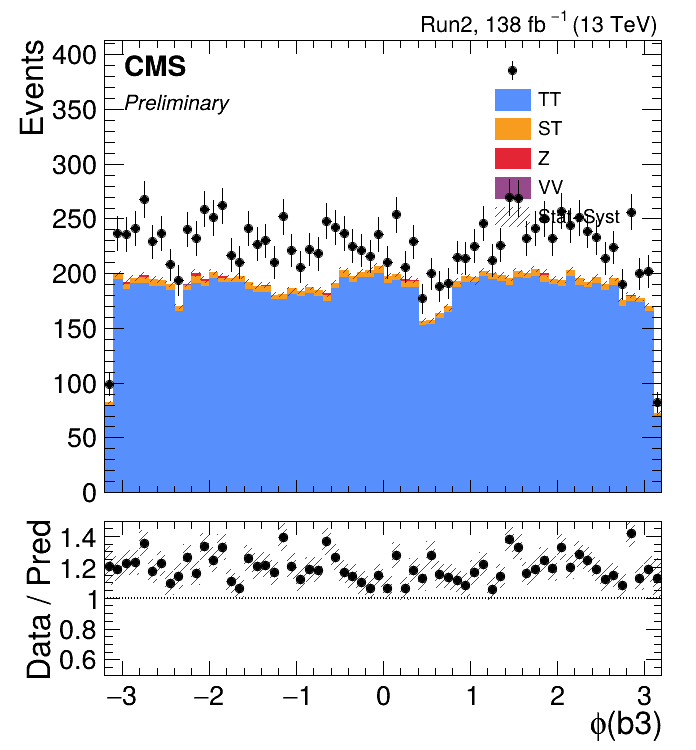 Run2, 138 fb⁻¹ (13 TeV)
CMS
Preliminary
Events
400
350
300
250
200
150
100
50
0
TT
ST
Z
VV
Stat+Syst
Data / Pred
1.4
1.2
1
0.8
0.6
−3 −2 −1 0 1 2 3
ϕ(b3)